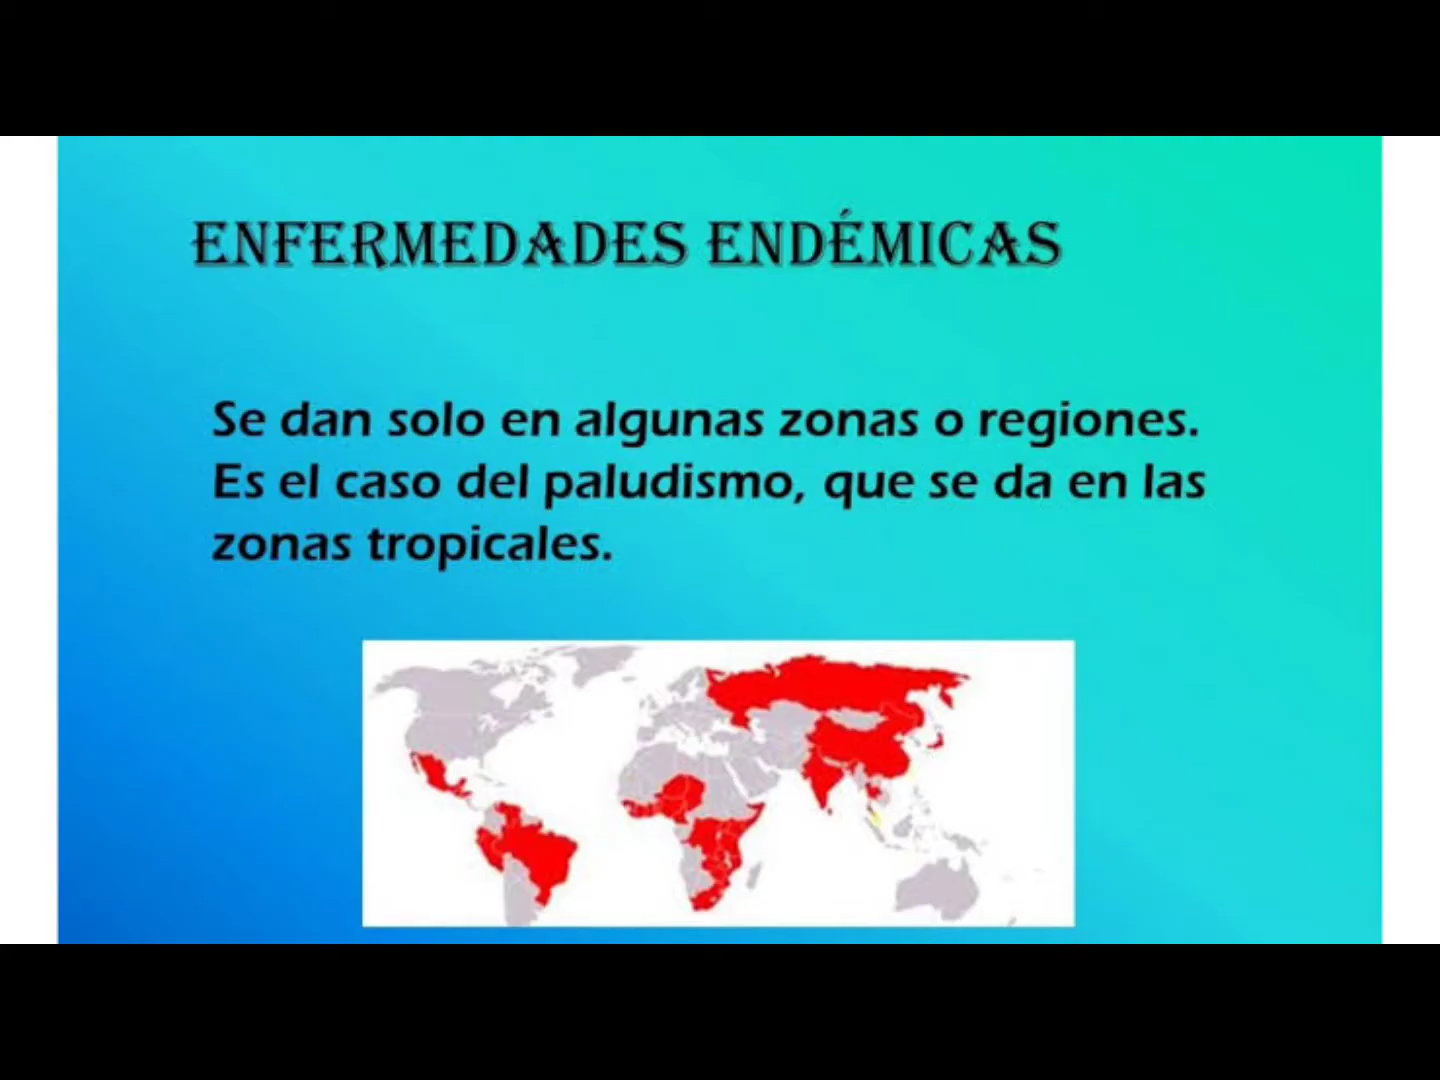 ENFERMEDADES ENDÉMICAS
Se dan solo en algunas zonas o regiones.
Es el caso del paludismo, que se da en las
zonas tropicales.